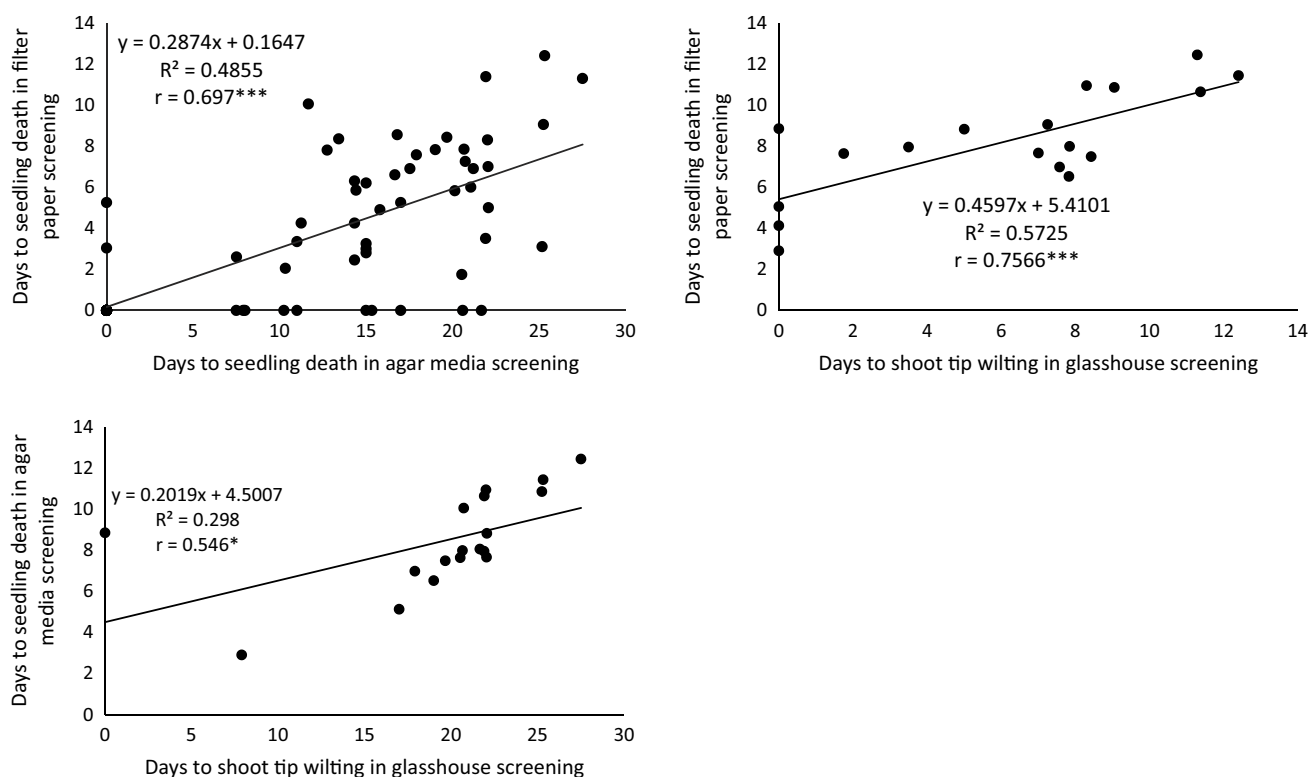 14
12
10
8
6
4
2
0
Days to seedling death in filter
paper screening
y = 0.2874x + 0.1647
R² = 0.4855
r = 0.697***
0 5 10 15 20 25 30
Days to seedling death in agar media screening
14
12
10
8
6
4
2
0
Days to seedling death in filter
paper screening
y = 0.4597x + 5.4101
R² = 0.5725
r = 0.7566***
0 2 4 6 8 10 12 14
Days to shoot tip wilting in glasshouse screening
14
12
10
8
6
4
2
0
Days to seedling death in agar
media screening
y = 0.2019x + 4.5007
R² = 0.298
r = 0.546*
0 5 10 15 20 25 30
Days to shoot tip wilting in glasshouse screening